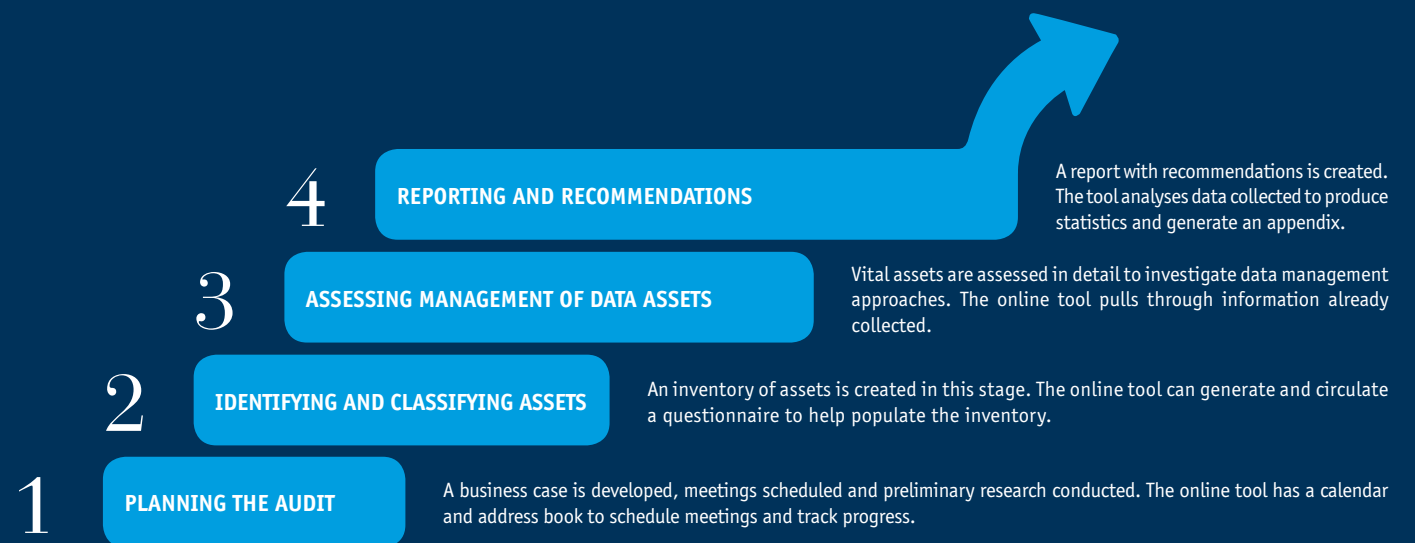 4
REPORTING AND RECOMMENDATIONS
A report with recommendations is created.
The tool analyses data collected to produce
statistics and generate an appendix.
3
ASSESSING MANAGEMENT OF DATA ASSETS
Vital assets are assessed in detail to investigate data management
approaches. The online tool pulls through information already
collected.
2
IDENTIFYING AND CLASSIFYING ASSETS
An inventory of assets is created in this stage. The online tool can generate and circulate
a questionnaire to help populate the inventory.
1
PLANNING THE AUDIT
A business case is developed, meetings scheduled and preliminary research conducted. The online tool has a calendar
and address book to schedule meetings and track progress.